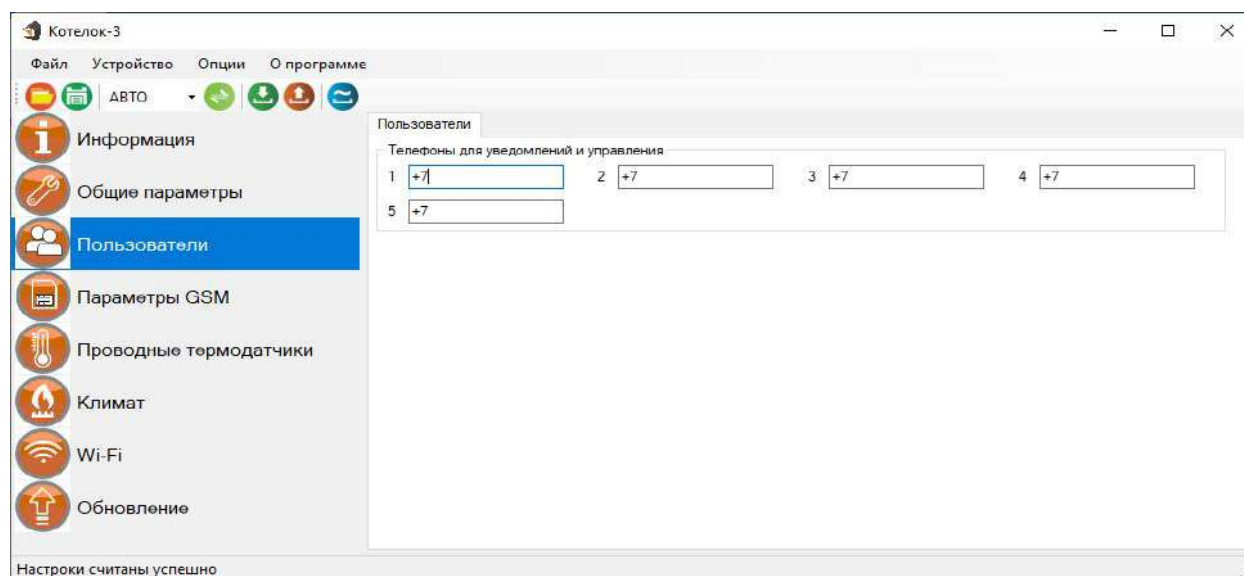 Котелок-3
Файл Устройство Опции О программе
АВТО
Информация
Общие параметры
Пользователи
Параметры GSM
Проводные термодатчики
Климат
Wi-Fi
Обновление
Пользователи
Телефоны для уведомлений и управления
1 +7 2 +7 3 +7 4 +7
5 +7
Настроки считаны успешно